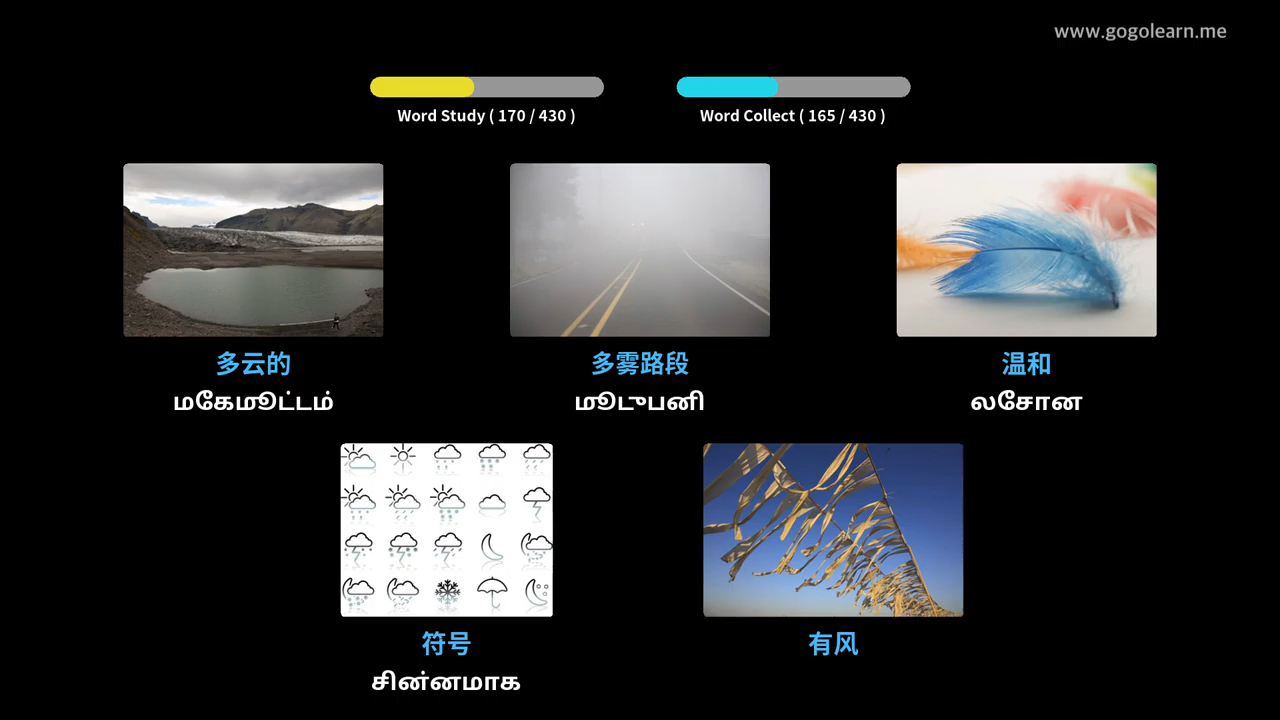 www.gogolearn.me
Word Study ( 170 / 430 )
Word Collect ( 165 / 430 )
多云的
மகேமூட்டம்
多雾路段
மூடுபனி
温和
லசோன
符号
சின்னமாக
有风